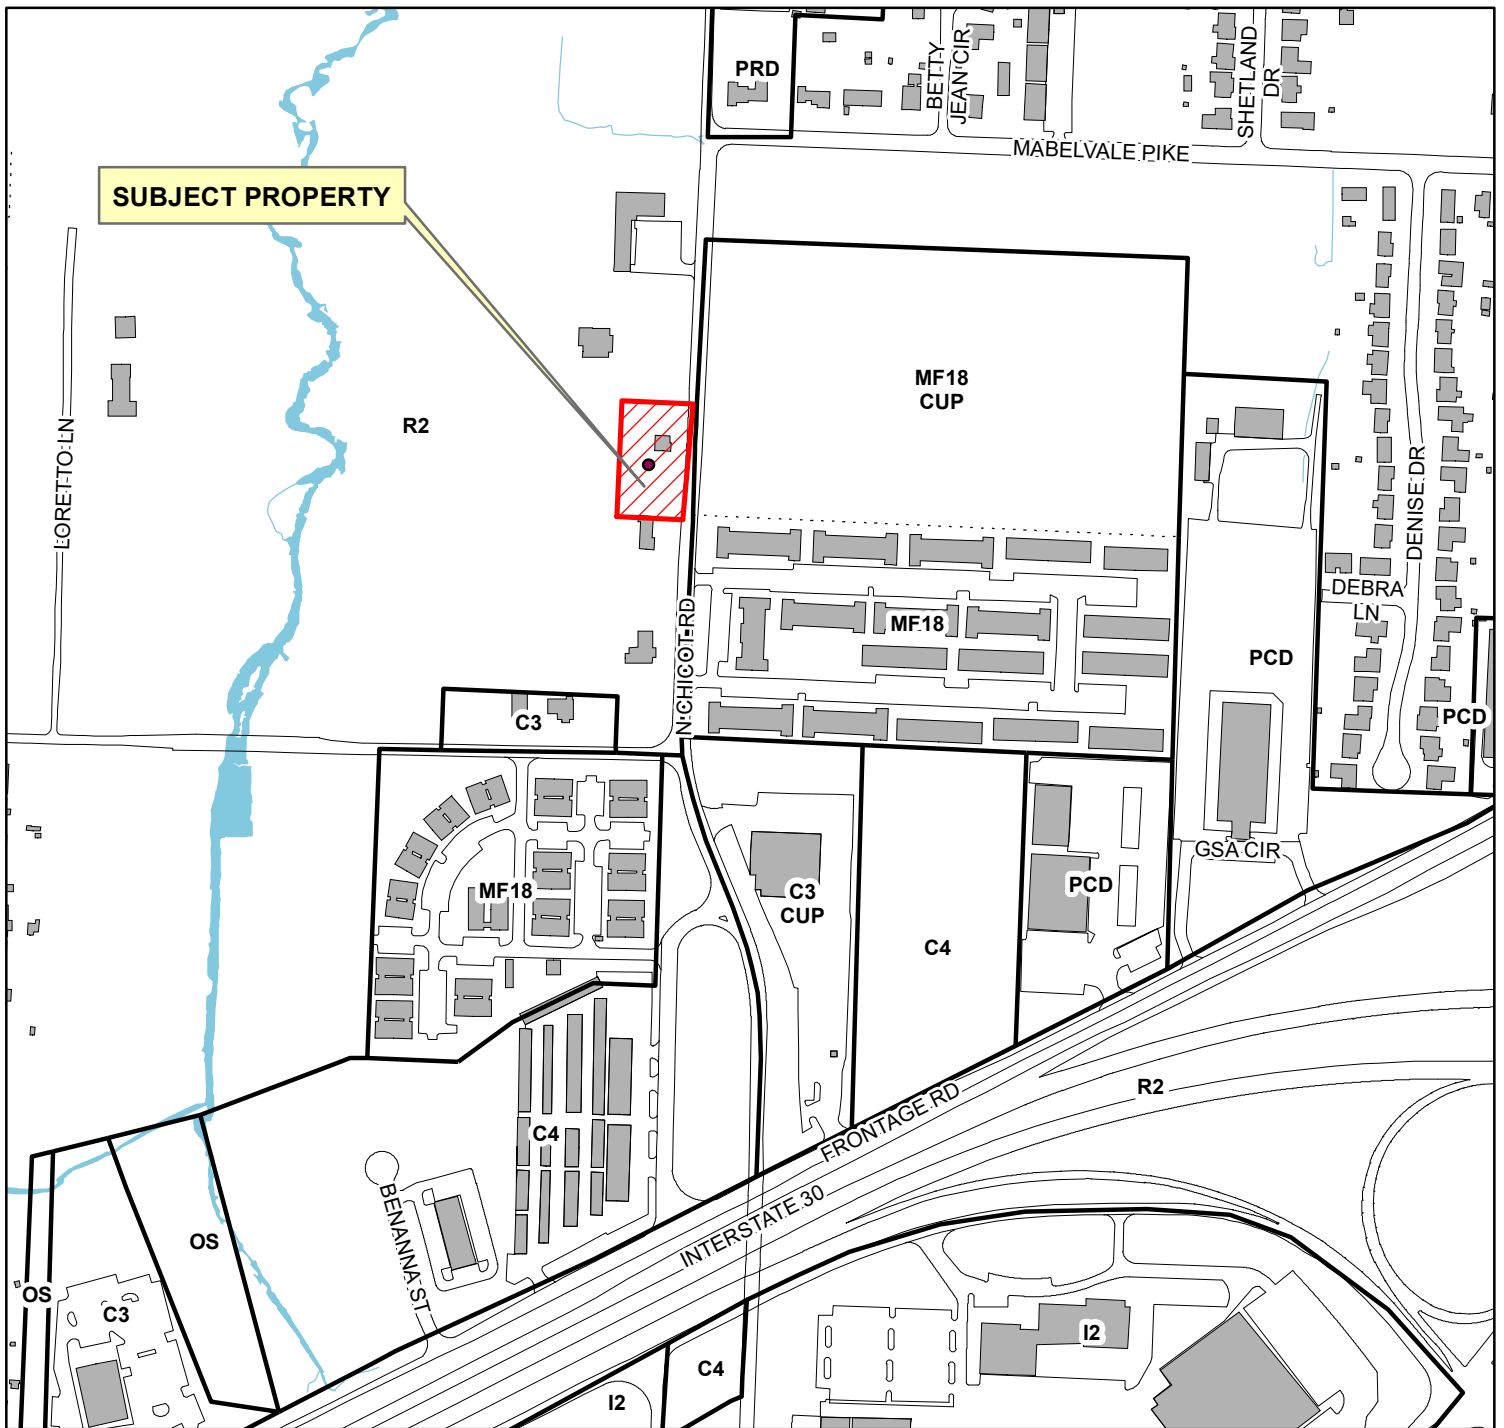 PRD
BETTY
JEAN CIR
SHETLAND
DR
MABELVALE PIKE
SUBJECT PROPERTY
MF18
CUP
R2
LORETTO LN
DENISE DR
DEBRA
LN
N CHICOT RD
MF18
PCD
C3
PCD
GSA CIR
MF18
C3
CUP
PCD
C4
R2
FRONTAGE RD
C4
BENANNA ST
INTERSTATE 30
OS
OS
C3
I2
C4
I2